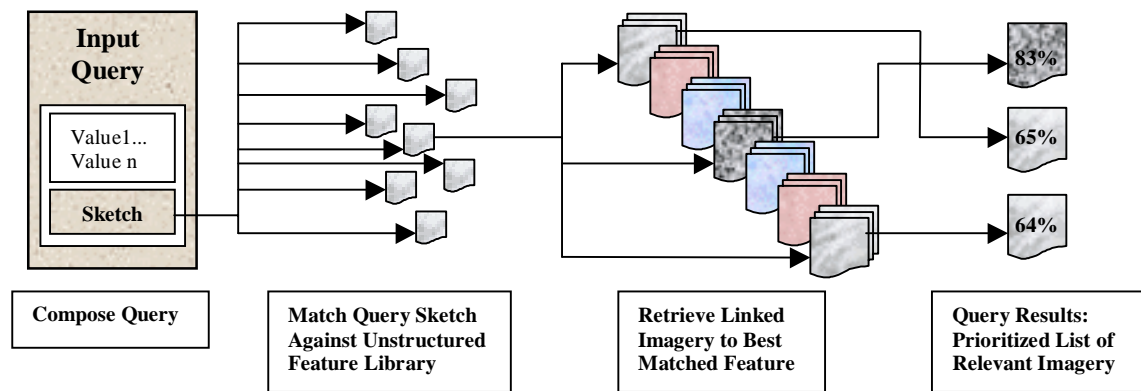 Input
Query
Value1...
Value n
Sketch
83%
65%
64%
Compose Query
Match Query Sketch
Against Unstructured
Feature Library
Retrieve Linked
Imagery to Best
Matched Feature
Query Results:
Prioritized List of
Relevant Imagery